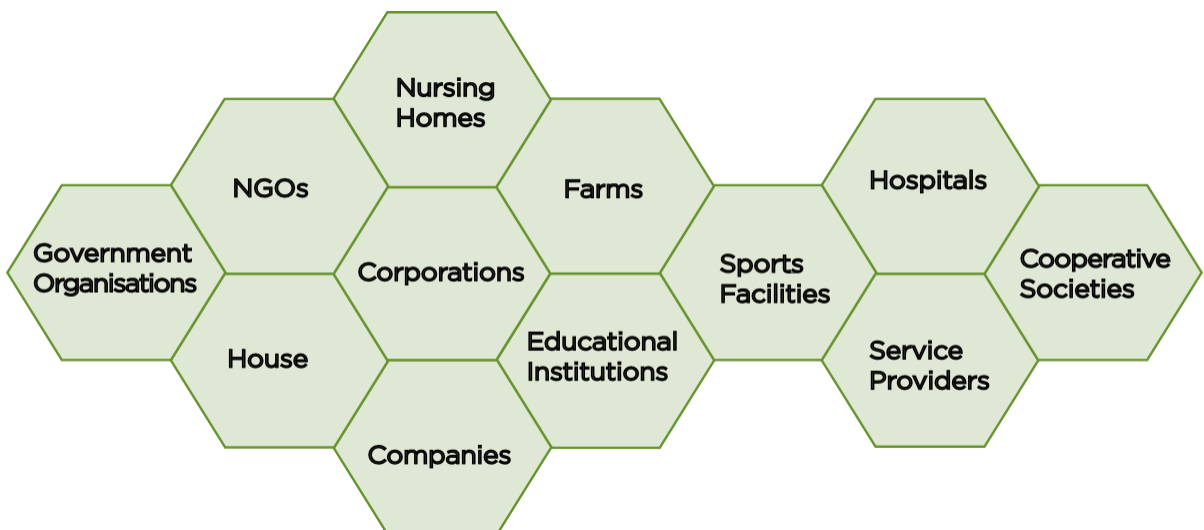 Nursing
Homes
NGOs
Farms
Hospitals
Government
Organisations
Corporations
Sports
Facilities
Cooperative
Societies
House
Educational
Institutions
Service
Providers
Companies